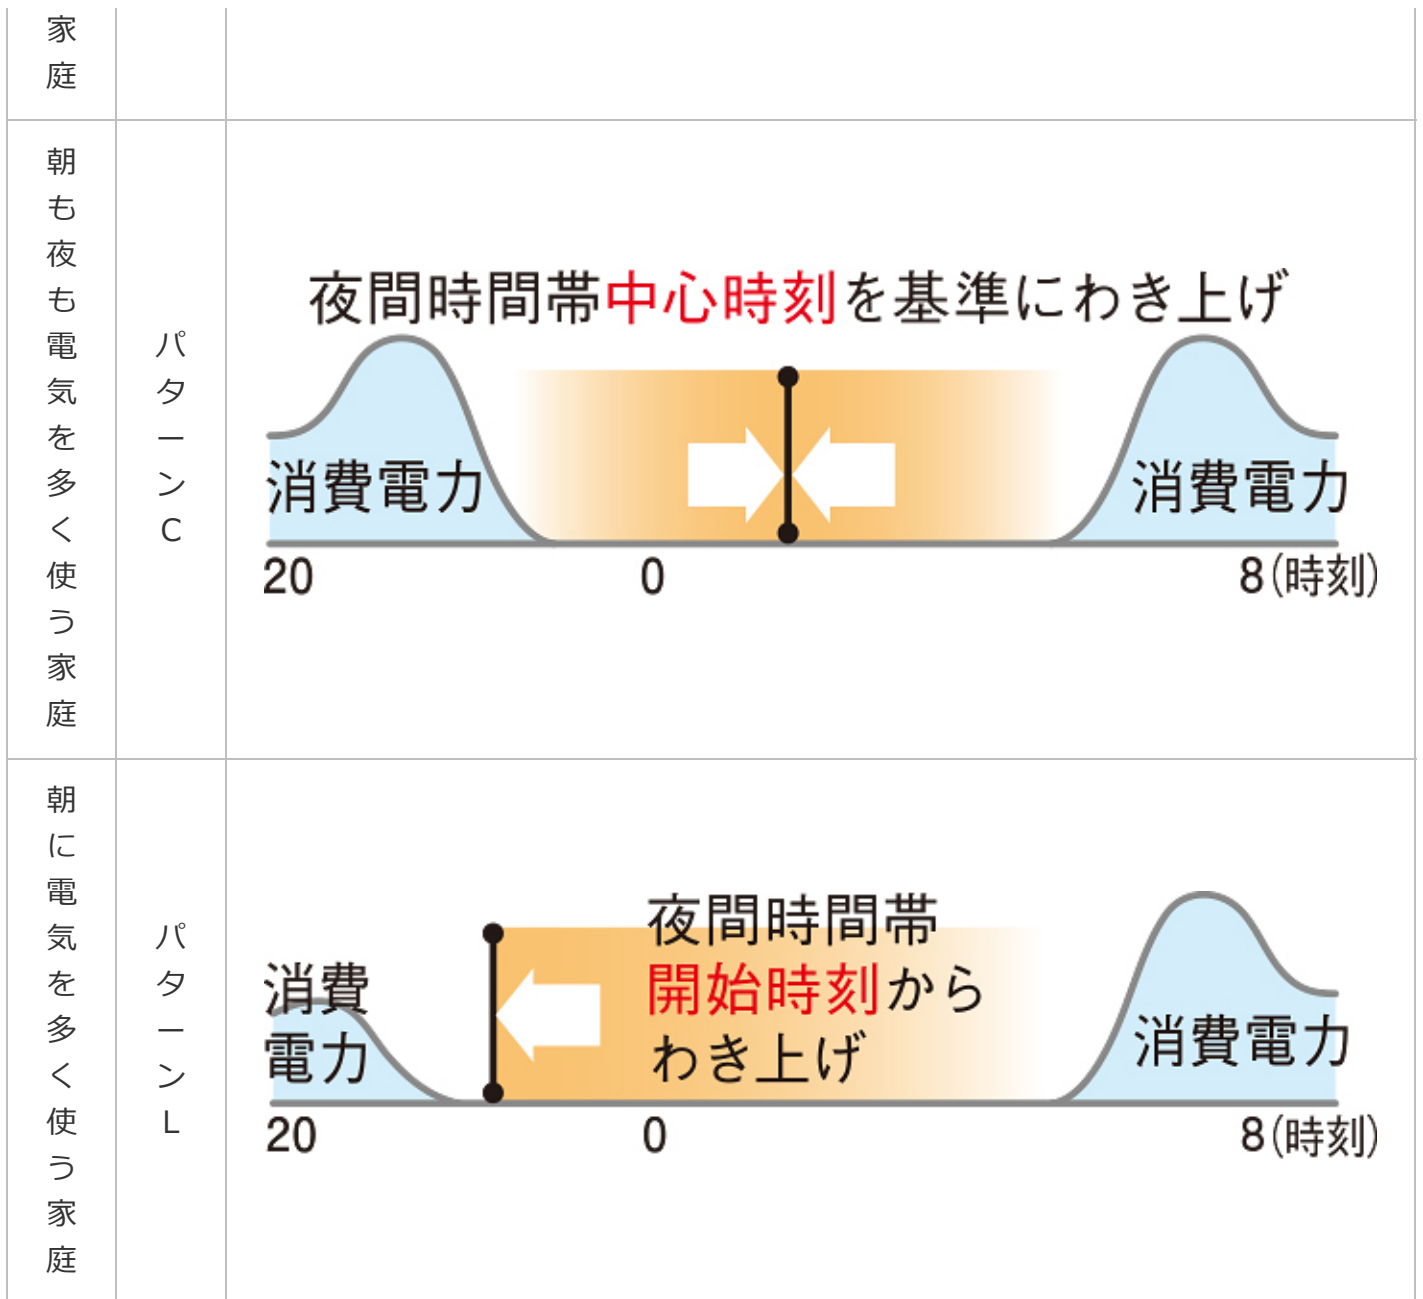 家庭
朝も夜も電気を多く使う家庭
パターンC
夜間時間帯中心時刻を基準にわき上げ
消費電力
消費電力
20 0 8(時刻)
朝に電気を多く使う家庭
パターンL
夜間時間帯
開始時刻から
わき上げ
消費
電力
消費電力
20 0 8(時刻)